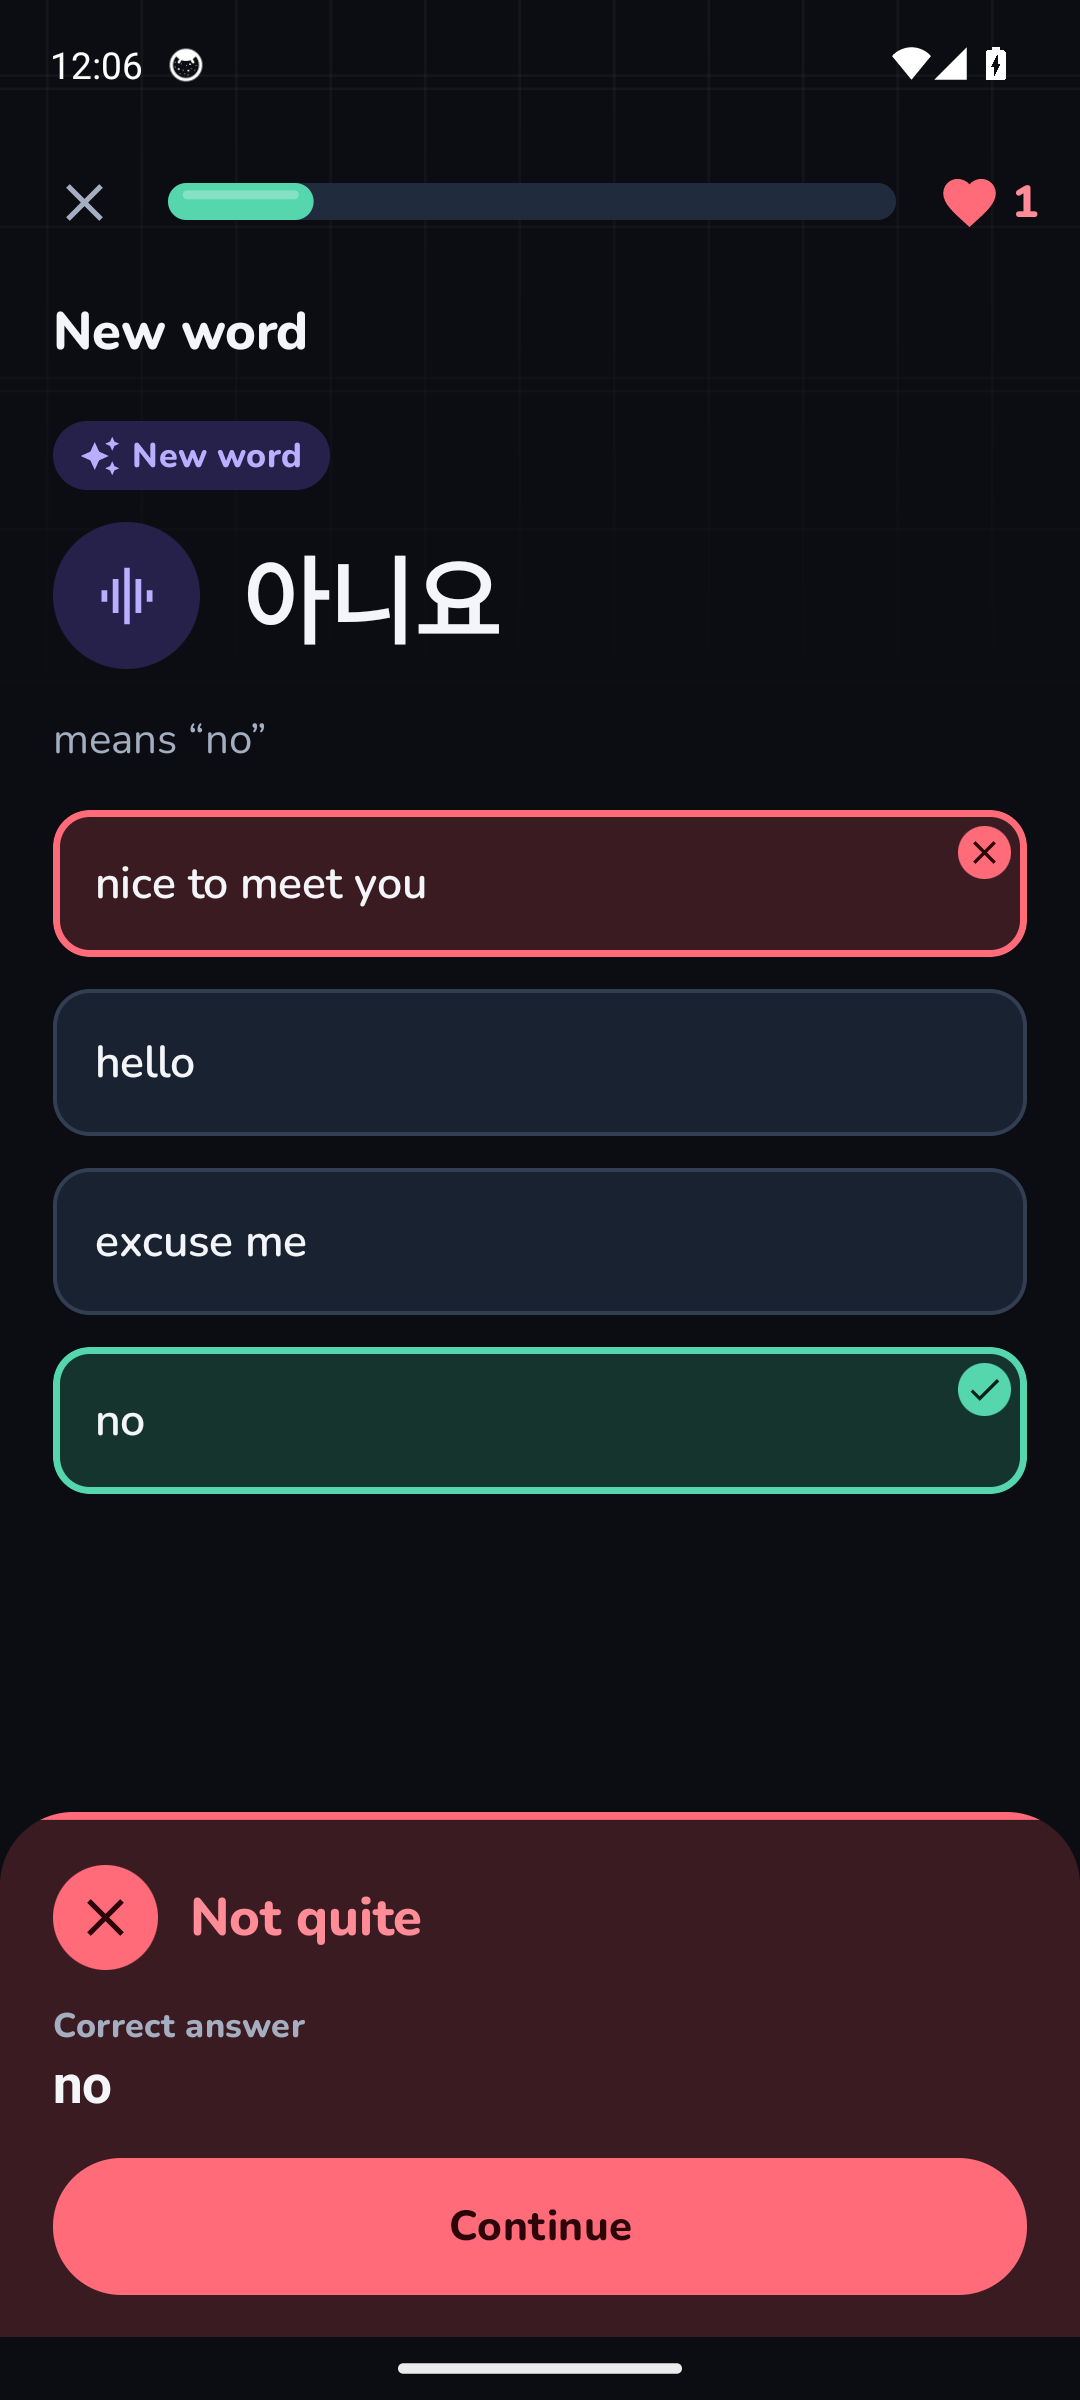 12:06
1
New word
New word
아니요
means “no”
nice to meet you
hello
excuse me
no
Not quite
Correct answer
no
Continue